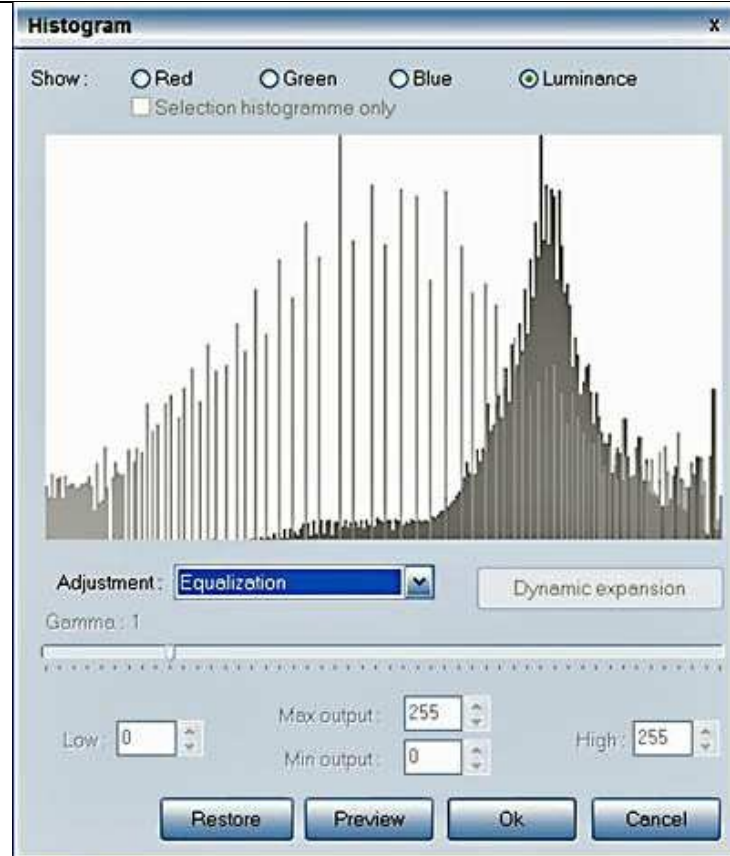 Histogram x
Show : Red Green Blue Luminance
Selection histogramme only
Adjustment : Equalization Dynamic expansion
Gamma : 1
Max output : 255
Low : 0 High : 255
Min output : 0
Restore Preview Ok Cancel